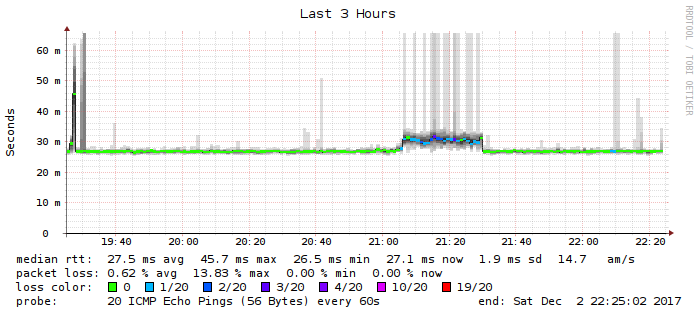 Last 3 Hours
RRDTOOL / TOBI OETIKER
Seconds
60 m
50 m
40 m
30 m
20 m
10 m
0
19:40 20:00 20:20 20:40 21:00 21:20 21:40 22:00 22:20
median rtt: 27.5 ms avg 45.7 ms max 26.5 ms min 27.1 ms now 1.9 ms sd 14.7 am/s
packet loss: 0.62 % avg 13.83 % max 0.00 % min 0.00 % now
loss color: 0 1/20 2/20 3/20 4/20 10/20 19/20
probe: 20 ICMP Echo Pings (56 Bytes) every 60s end: Sat Dec 2 22:25:02 2017